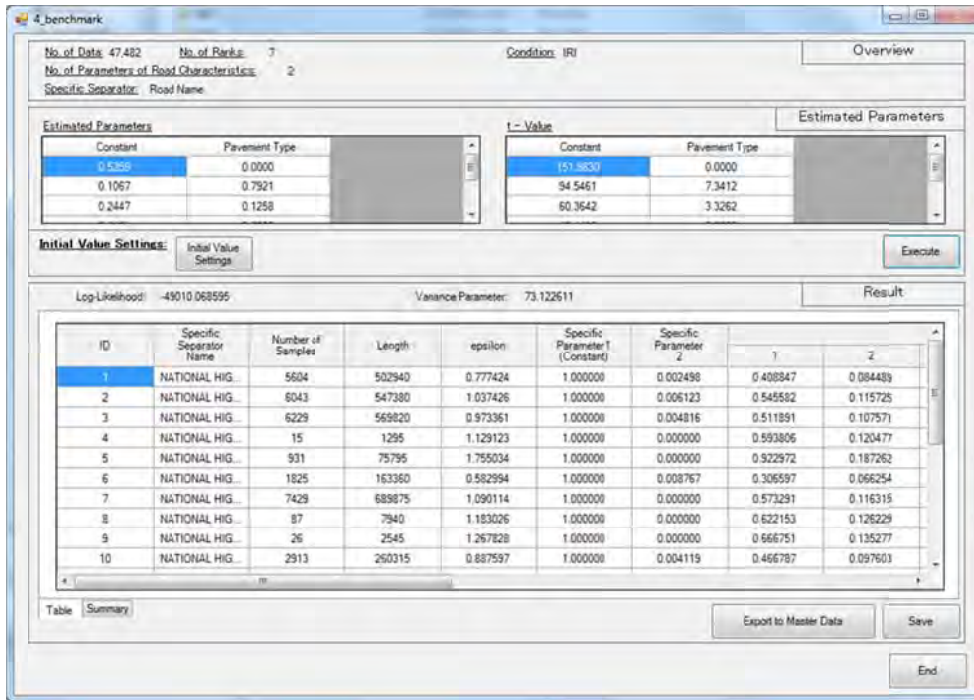 4_benchmark
Overview
No. of Data: 47,482 No. of Ranks: 7 Condition: IRI
No. of Parameters of Road Characteristics: 2
Specific Separator: Road Name
Estimated Parameters
Estimated Parameters t - Value
Constant Pavement Type Constant Pavement Type
0.5359 0.0000 151.9830 0.0000
0.1067 0.7921 94.5461 7.3412
0.2447 0.1258 60.3642 3.3262
Initial Value Settings: Initial Value Settings Execute
Result
Log-Likelihood: -49010.068595 Variance Parameter: 73.122611
ID Specific Separator Name Number of Samples Length epsilon Specific Parameter1 (Constant) Specific Parameter 2 1 2
1 NATIONAL HIG... 5604 502940 0.777424 1.000000 0.002498 0.408847 0.084489
2 NATIONAL HIG... 6043 547380 1.037426 1.000000 0.006123 0.545582 0.115725
3 NATIONAL HIG... 6229 569820 0.973361 1.000000 0.004816 0.511891 0.107571
4 NATIONAL HIG... 15 1295 1.129123 1.000000 0.000000 0.593806 0.120477
5 NATIONAL HIG... 931 75795 1.755034 1.000000 0.000000 0.922972 0.187262
6 NATIONAL HIG... 1825 163360 0.582994 1.000000 0.008767 0.306597 0.066254
7 NATIONAL HIG... 7429 689875 1.090114 1.000000 0.000000 0.573291 0.116315
8 NATIONAL HIG... 87 7940 1.183026 1.000000 0.000000 0.622153 0.126229
9 NATIONAL HIG... 26 2545 1.267828 1.000000 0.000000 0.666751 0.135277
10 NATIONAL HIG... 2913 260315 0.887597 1.000000 0.004119 0.466787 0.097603
Table Summary
Export to Master Data Save
End